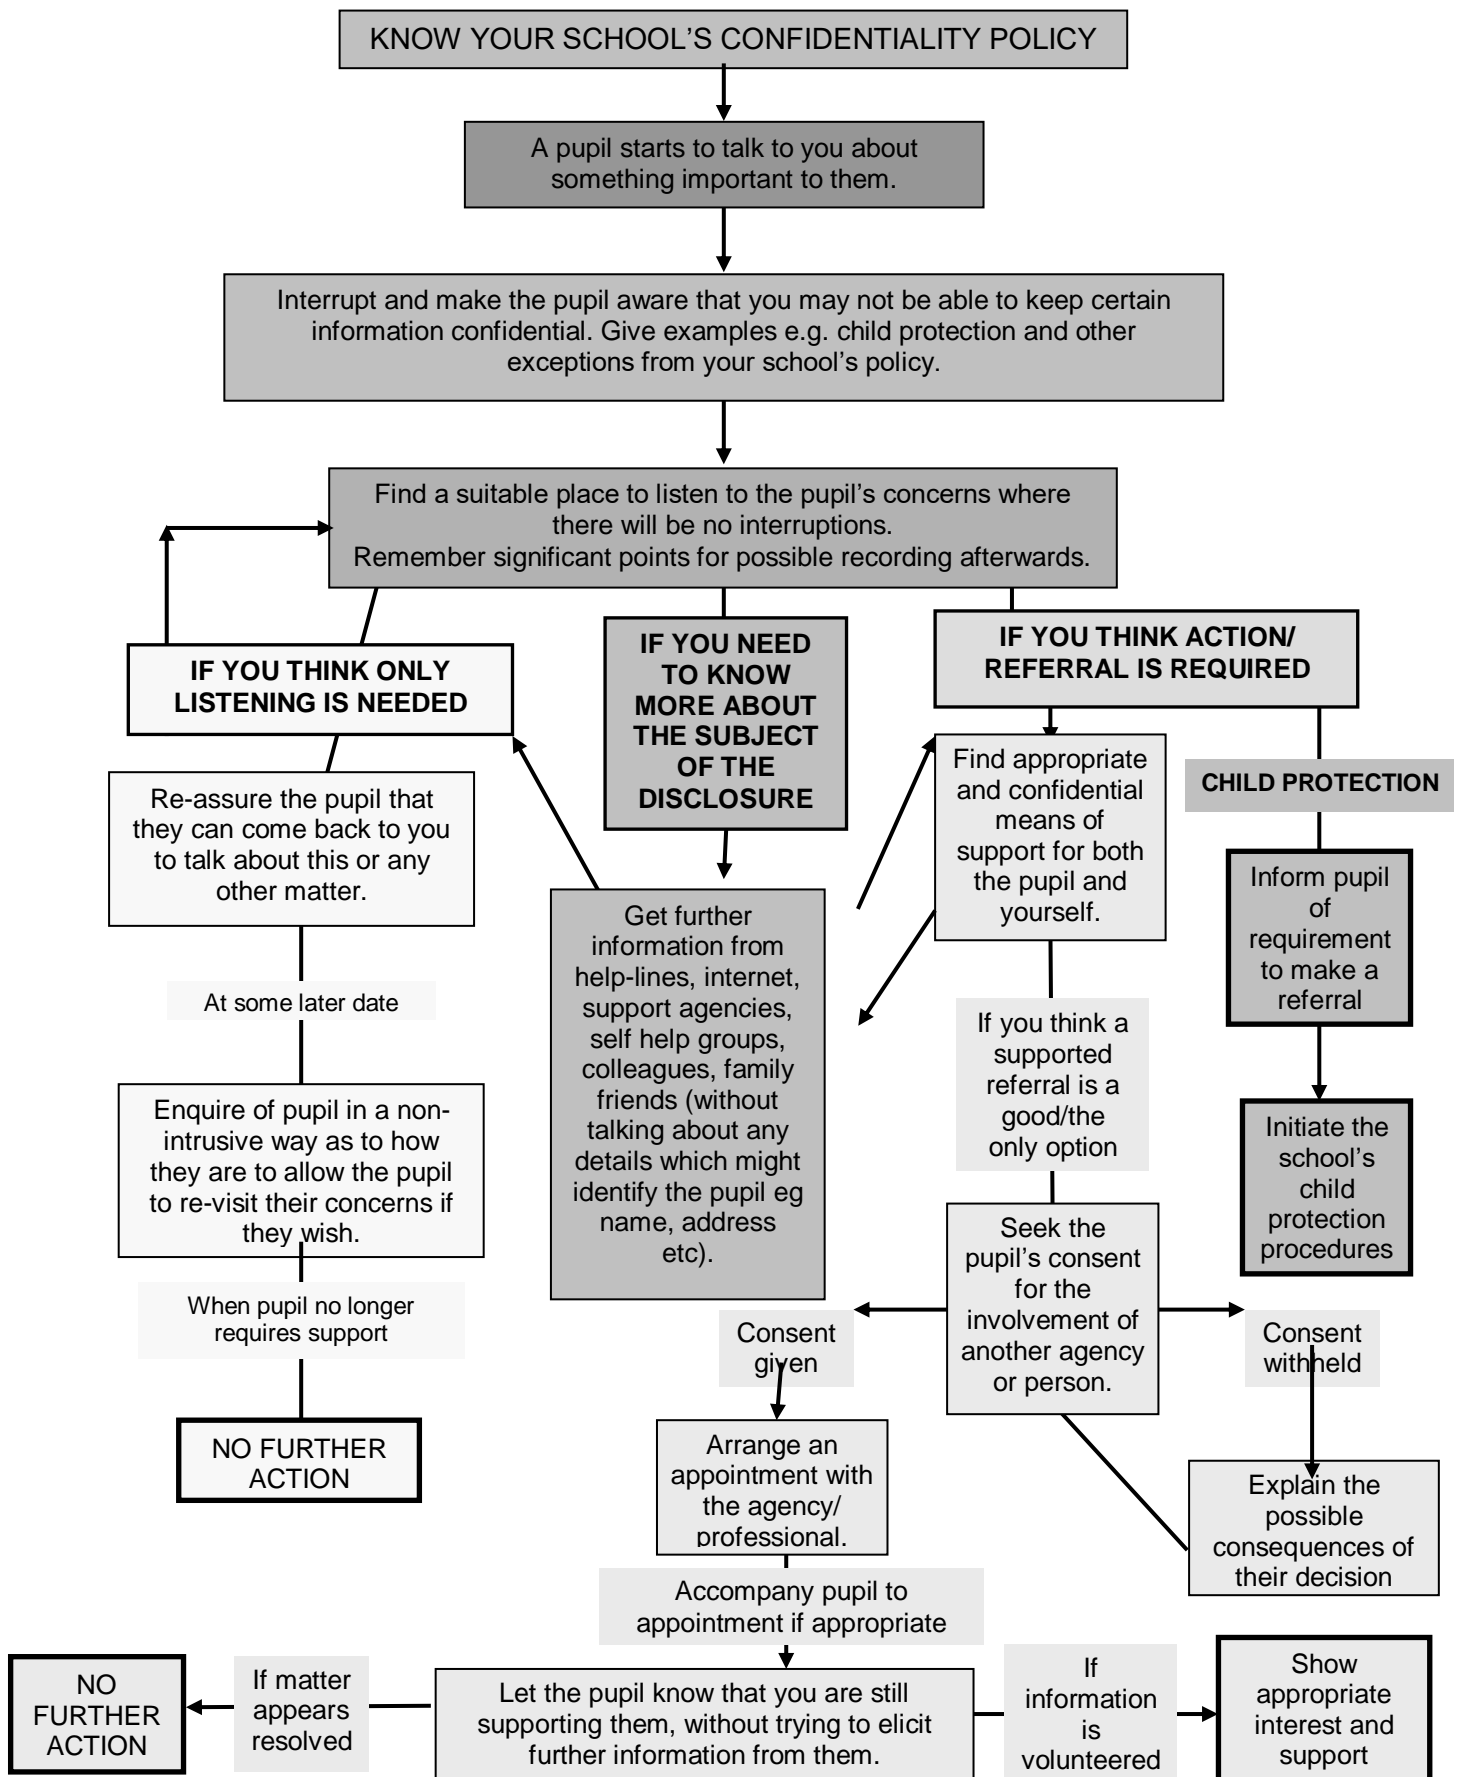 KNOW YOUR SCHOOL'S CONFIDENTIALITY POLICY
A pupil starts to talk to you about
something important to them.
Interrupt and make the pupil aware that you may not be able to keep certain
information confidential. Give examples e.g. child protection and other
exceptions from your school's policy.
Find a suitable place to listen to the pupil's concerns where
there will be no interruptions.
Remember significant points for possible recording afterwards.
IF YOU THINK ONLY
LISTENING IS NEEDED
Re-assure the pupil that
they can come back to you
to talk about this or any
other matter.
At some later date
Enquire of pupil in a non-
intrusive way as to how
they are to allow the pupil
to re-visit their concerns if
they wish.
When pupil no longer
requires support
NO FURTHER
ACTION
IF YOU NEED
TO KNOW
MORE ABOUT
THE SUBJECT
OF THE
DISCLOSURE
Get further
information from
help-lines, internet,
support agencies,
self help groups,
colleagues, family
friends (without
talking about any
details which might
identify the pupil eg
name, address
etc).
IF YOU THINK ACTION/
REFERRAL IS REQUIRED
Find appropriate
and confidential
means of
support for both
the pupil and
yourself.
If you think a
supported
referral is a
good/the
only option
Seek the
pupil's consent
for the
involvement of
another agency
or person.
CHILD PROTECTION
Inform pupil
of
requirement
to make a
referral
Initiate the
school's
child
protection
procedures
Consent
given
Consent
withheld
Arrange an
appointment with
the agency/
professional.
Explain the
possible
consequences of
their decision
Accompany pupil to
appointment if appropriate
Let the pupil know that you are still
supporting them, without trying to elicit
further information from them.
If matter
appears
resolved
NO
FURTHER
ACTION
If
information
is
volunteered
Show
appropriate
interest and
support